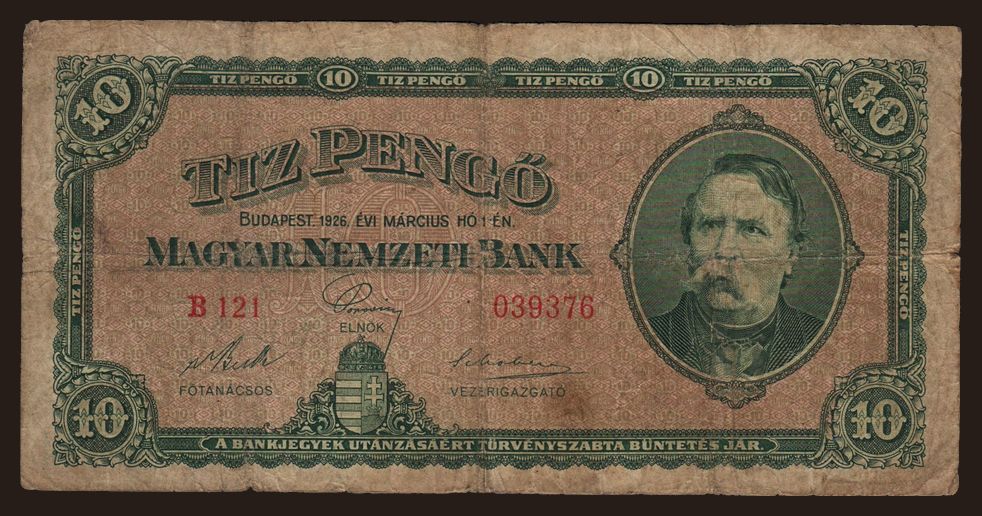 10 TIZ PENGŐ 10 TIZ PENGŐ TIZ PENGŐ 10 TIZ PENGŐ 10
TIZ PENGŐ
BUDAPEST. 1926. ÉVI MÁRCIUS HÓ 1-ÉN.
MAGYAR NEMZETI BANK
B 121 039376
ELNÖK
FŐTANÁCSOS VEZÉRIGAZGATÓ
TIZ PENGŐ
TIZ PENGŐ
10 10
A BANKJEGYEK UTÁNZÁSÁÉRT TÖRVÉNYSZABTA BÜNTETÉS JÁR.